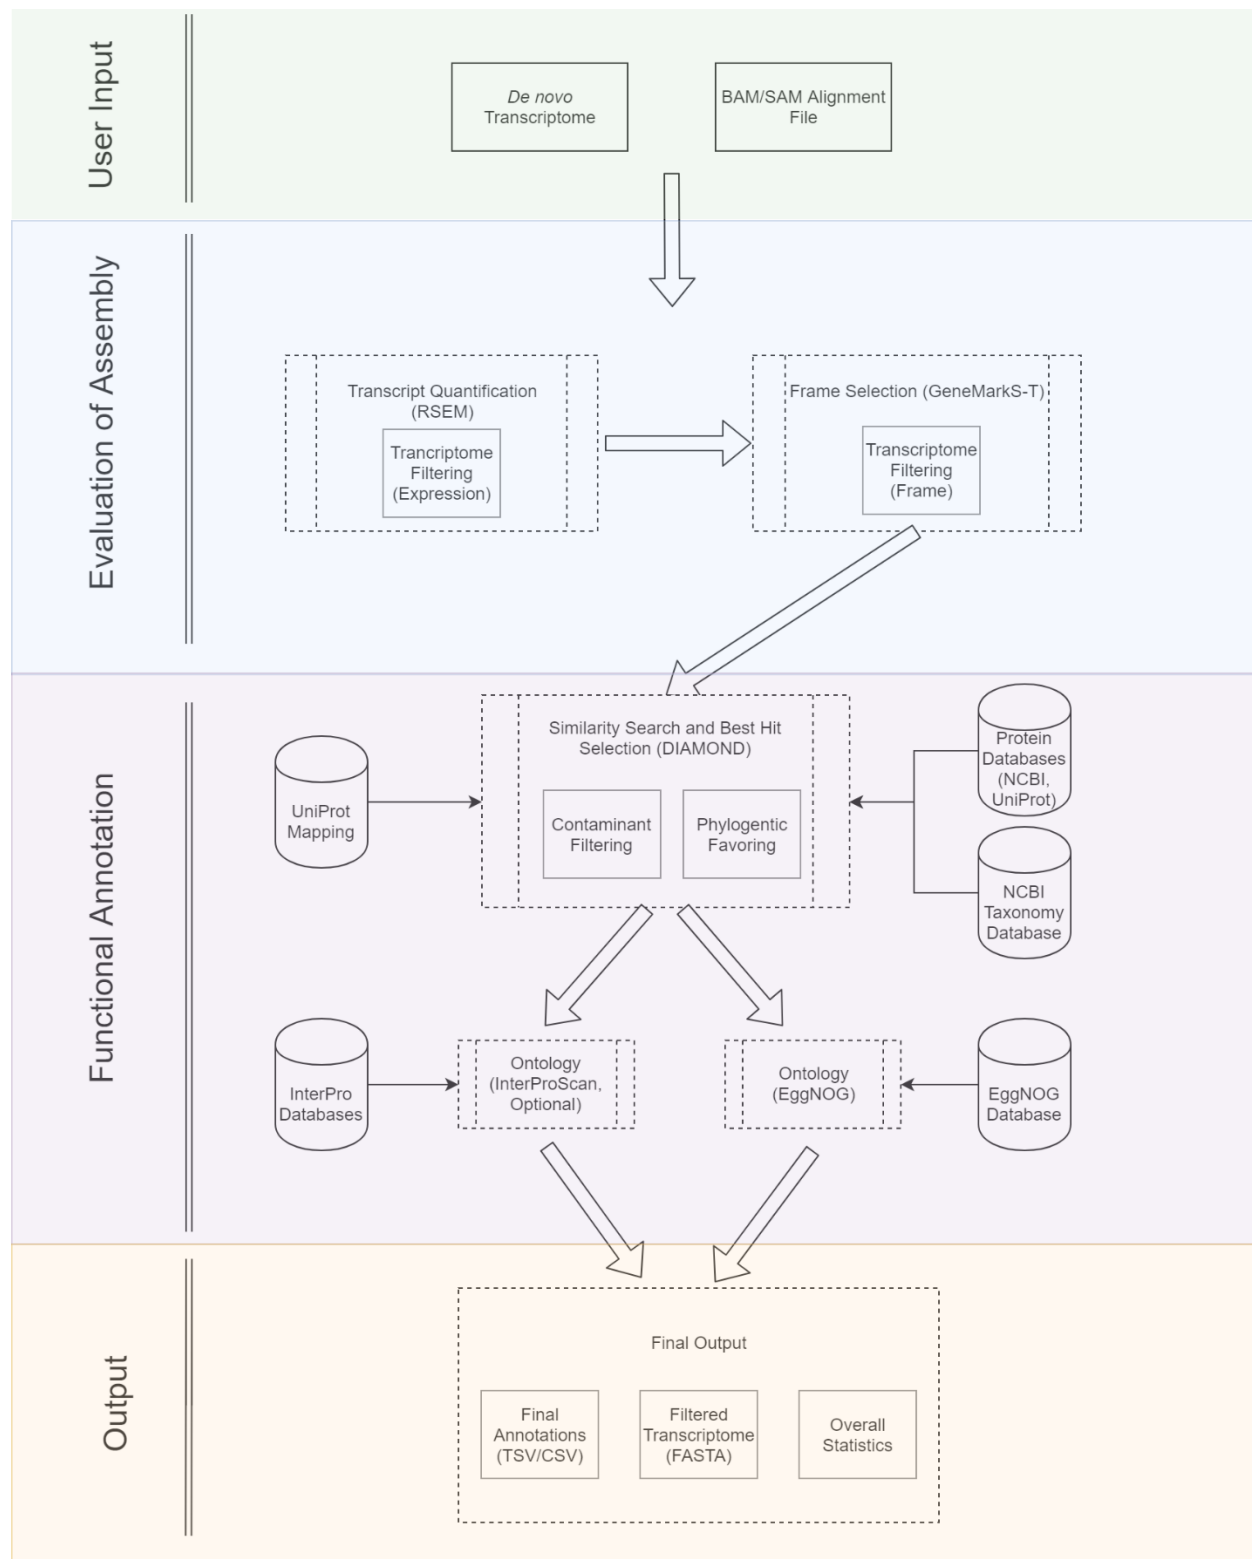 User Input
De novo
Transcriptome
BAM/SAM Alignment
File
Evaluation of Assembly
Transcript Quantification
(RSEM)
Trancriptome
Filtering
(Expression)
Frame Selection (GeneMarkS-T)
Transcriptome
Filtering
(Frame)
Functional Annotation
Similarity Search and Best Hit
Selection (DIAMOND)
Contaminant
Filtering
Phylogentic
Favoring
UniProt
Mapping
Protein
Databases
(NCBI,
UniProt)
NCBI
Taxonomy
Database
InterPro
Databases
Ontology
(InterProScan,
Optional)
Ontology
(EggNOG)
EggNOG
Database
Output
Final Output
Final
Annotations
(TSV/CSV)
Filtered
Transcriptome
(FASTA)
Overall
Statistics